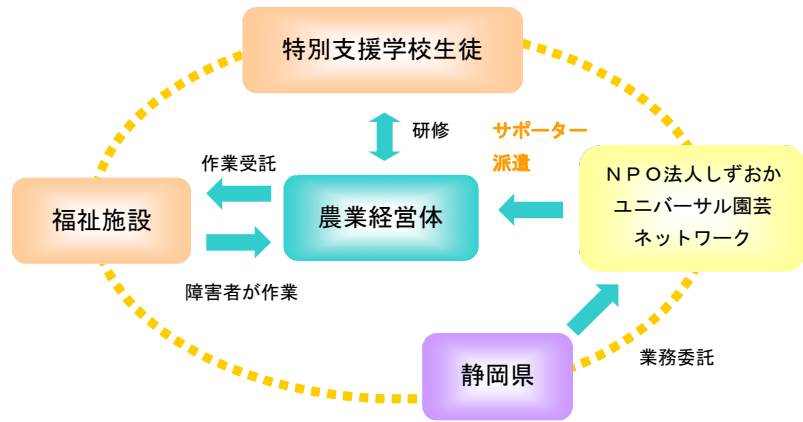 特別支援学校生徒
研修
サポーター
派遣
作業受託
NPO法人しずおか
ユニバーサル園芸
ネットワーク
福祉施設
農業経営体
障害者が作業
業務委託
静岡県